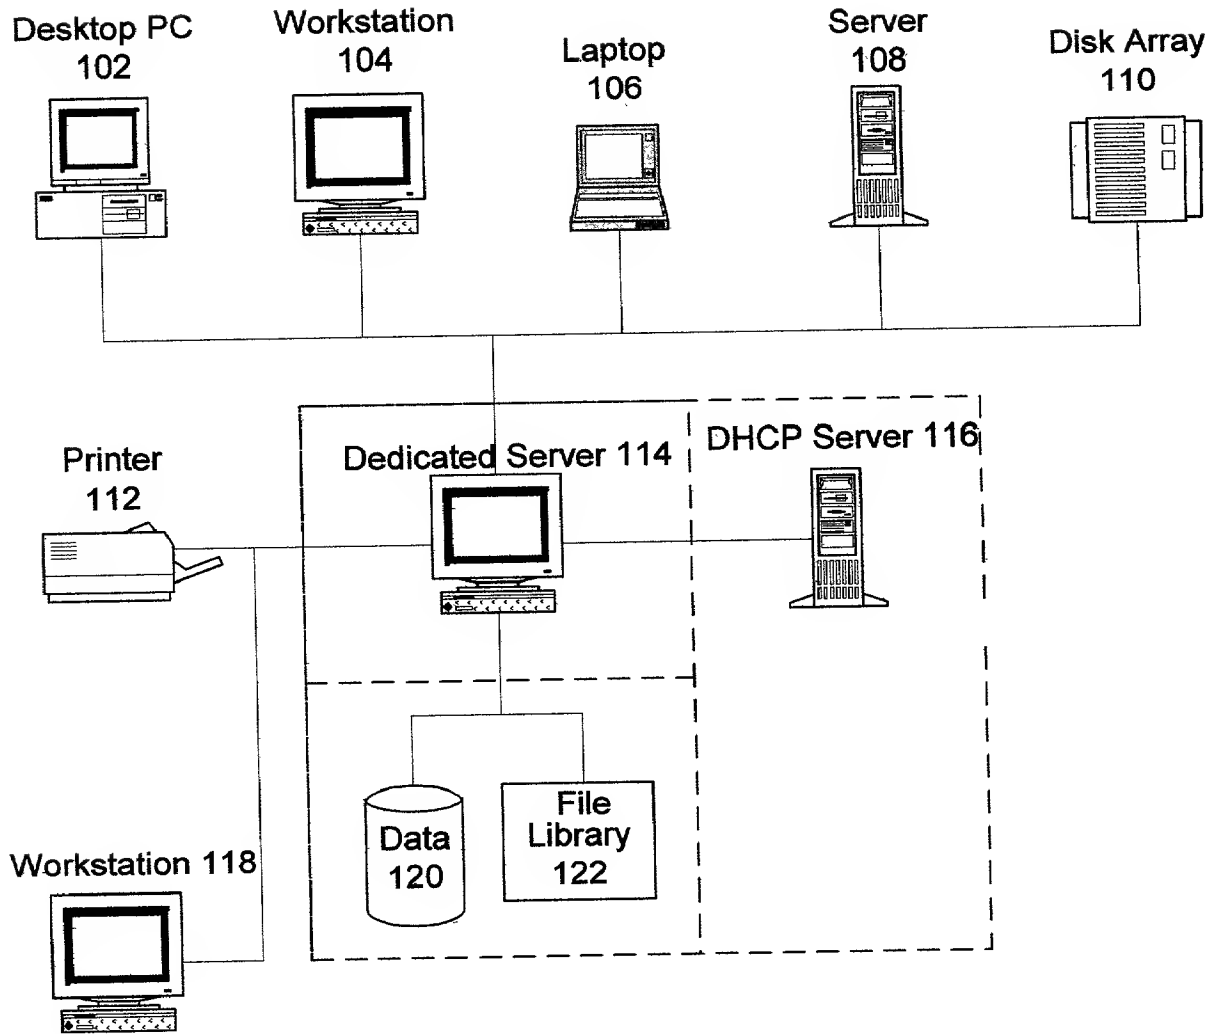 Desktop PC
102
Workstation
104
Laptop
106
Server
108
Disk Array
110
Printer
112
Dedicated Server 114
DHCP Server 116
Data
120
File
Library
122
Workstation 118